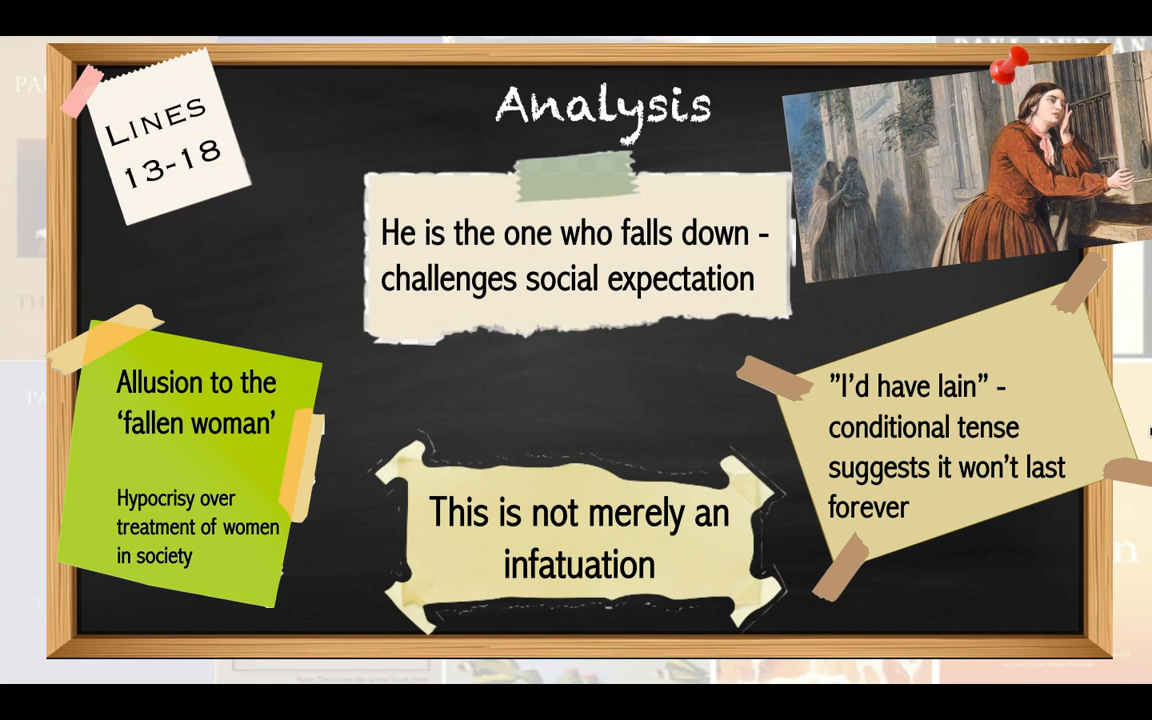 LINES
13-18
Analysis
He is the one who falls down -
challenges social expectation
Allusion to the
‘fallen woman’
Hypocrisy over
treatment of women
in society
This is not merely an
infatuation
”I’d have lain” -
conditional tense
suggests it won’t last
forever